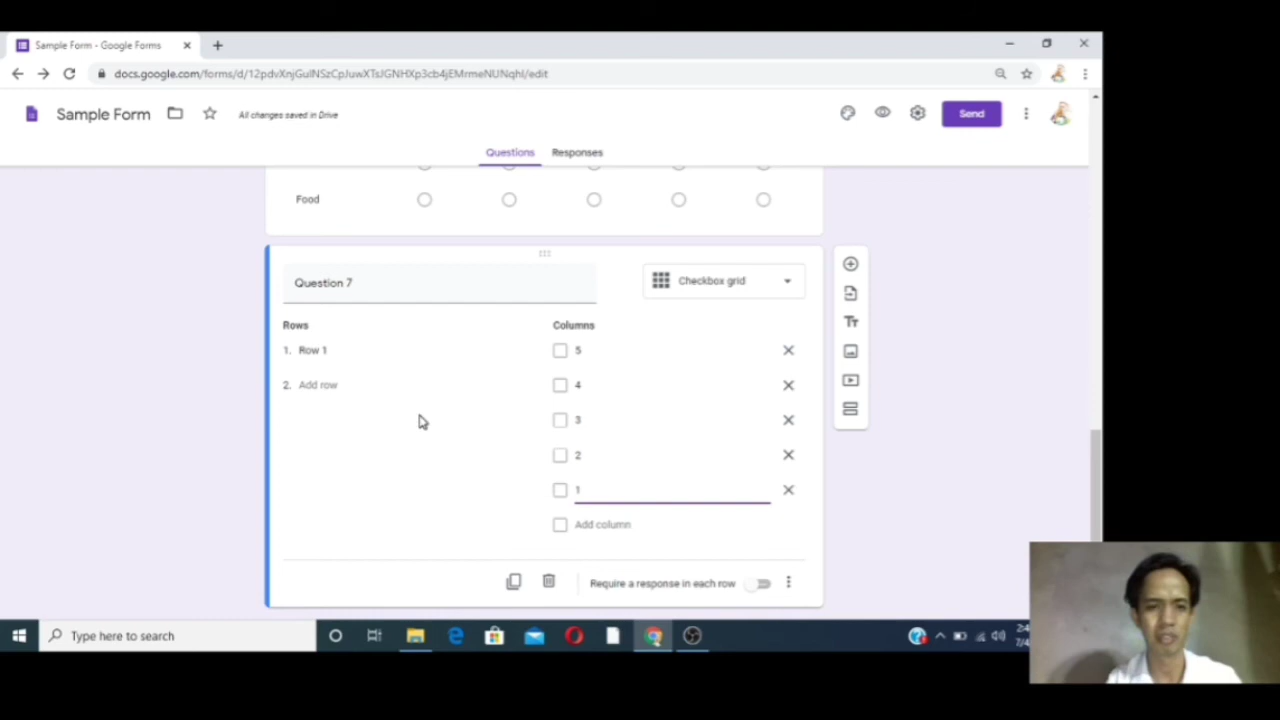 Sample Form - Google Forms
docs.google.com/forms/d/12pdvXnjGulNSzCpJuwXTsJGNHXp3cb4jEMrmeNUNqhI/edit
Sample Form
All changes saved in Drive
Send
Questions
Responses
Food
Question 7
Checkbox grid
Rows
Columns
1. Row 1
5
2. Add row
4
3
2
1
Add column
Require a response in each row
Type here to search